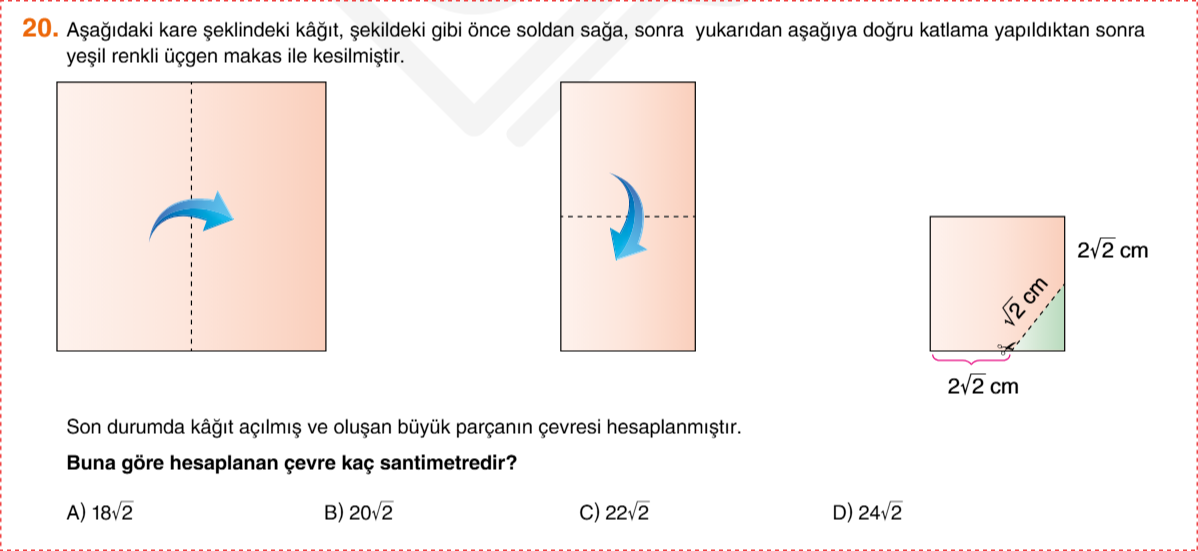 20. Aşağıdaki kare şeklindeki kâğıt, şekildeki gibi önce soldan sağa, sonra yukarıdan aşağıya doğru katlama yapıldıktan sonra
yeşil renkli üçgen makas ile kesilmiştir.
2√2 cm
√2 cm
2√2 cm
Son durumda kâğıt açılmış ve oluşan büyük parçanın çevresi hesaplanmıştır.
Buna göre hesaplanan çevre kaç santimetredir?
A) 18√2 B) 20√2 C) 22√2 D) 24√2